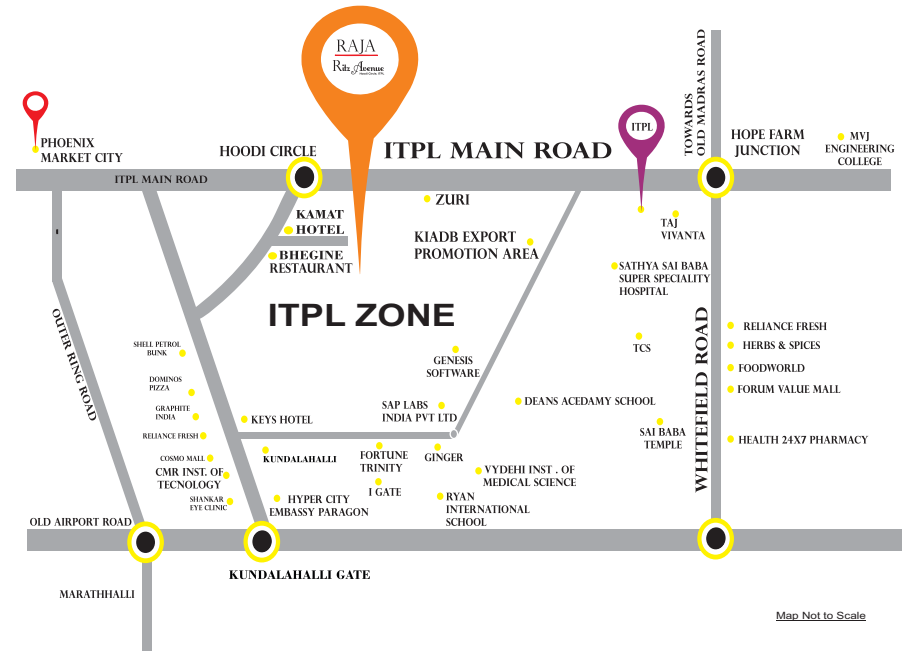 RAJA
Ritz Avenue
TOWARDS
OLD MADRAS ROAD
PHOENIX
MARKET CITY
HOODI CIRCLE
ITPL MAIN ROAD
ITPL
HOPE FARM
JUNCTION
MVJ
ENGINEERING
COLLEGE
ITPL MAIN ROAD
KAMAT
HOTEL
ZURI
TAJ
VIVANTA
KIADB EXPORT
PROMOTION AREA
BHEGINE
RESTAURANT
SATHYA SAI BABA
SUPER SPECIALITY
HOSPITAL
ITPL ZONE
OUTER RING ROAD
WHITEFIELD ROAD
SHELL PETROL
BUNK
GENESIS
SOFTWARE
TCS
RELIANCE FRESH
HERBS & SPICES
FOODWORLD
FORUM VALUE MALL
DOMINOS
PIZZA
GRAPHITE
INDIA
KEYS HOTEL
SAP LABS
INDIA PVT LTD
DEANS ACEDAMY SCHOOL
RELIANCE FRESH
SAI BABA
TEMPLE
HEALTH 24X7 PHARMACY
COSMO MALL
KUNDALAHALLI
FORTUNE
TRINITY
GINGER
CMR INST. OF
TECNOLOGY
VYDEHI INST . OF
MEDICAL SCIENCE
I GATE
SHANKAR
EYE CLINIC
HYPER CITY
EMBASSY PARAGON
RYAN
INTERNATIONAL
SCHOOL
OLD AIRPORT ROAD
KUNDALAHALLI GATE
MARATHHALLI
Map Not to Scale